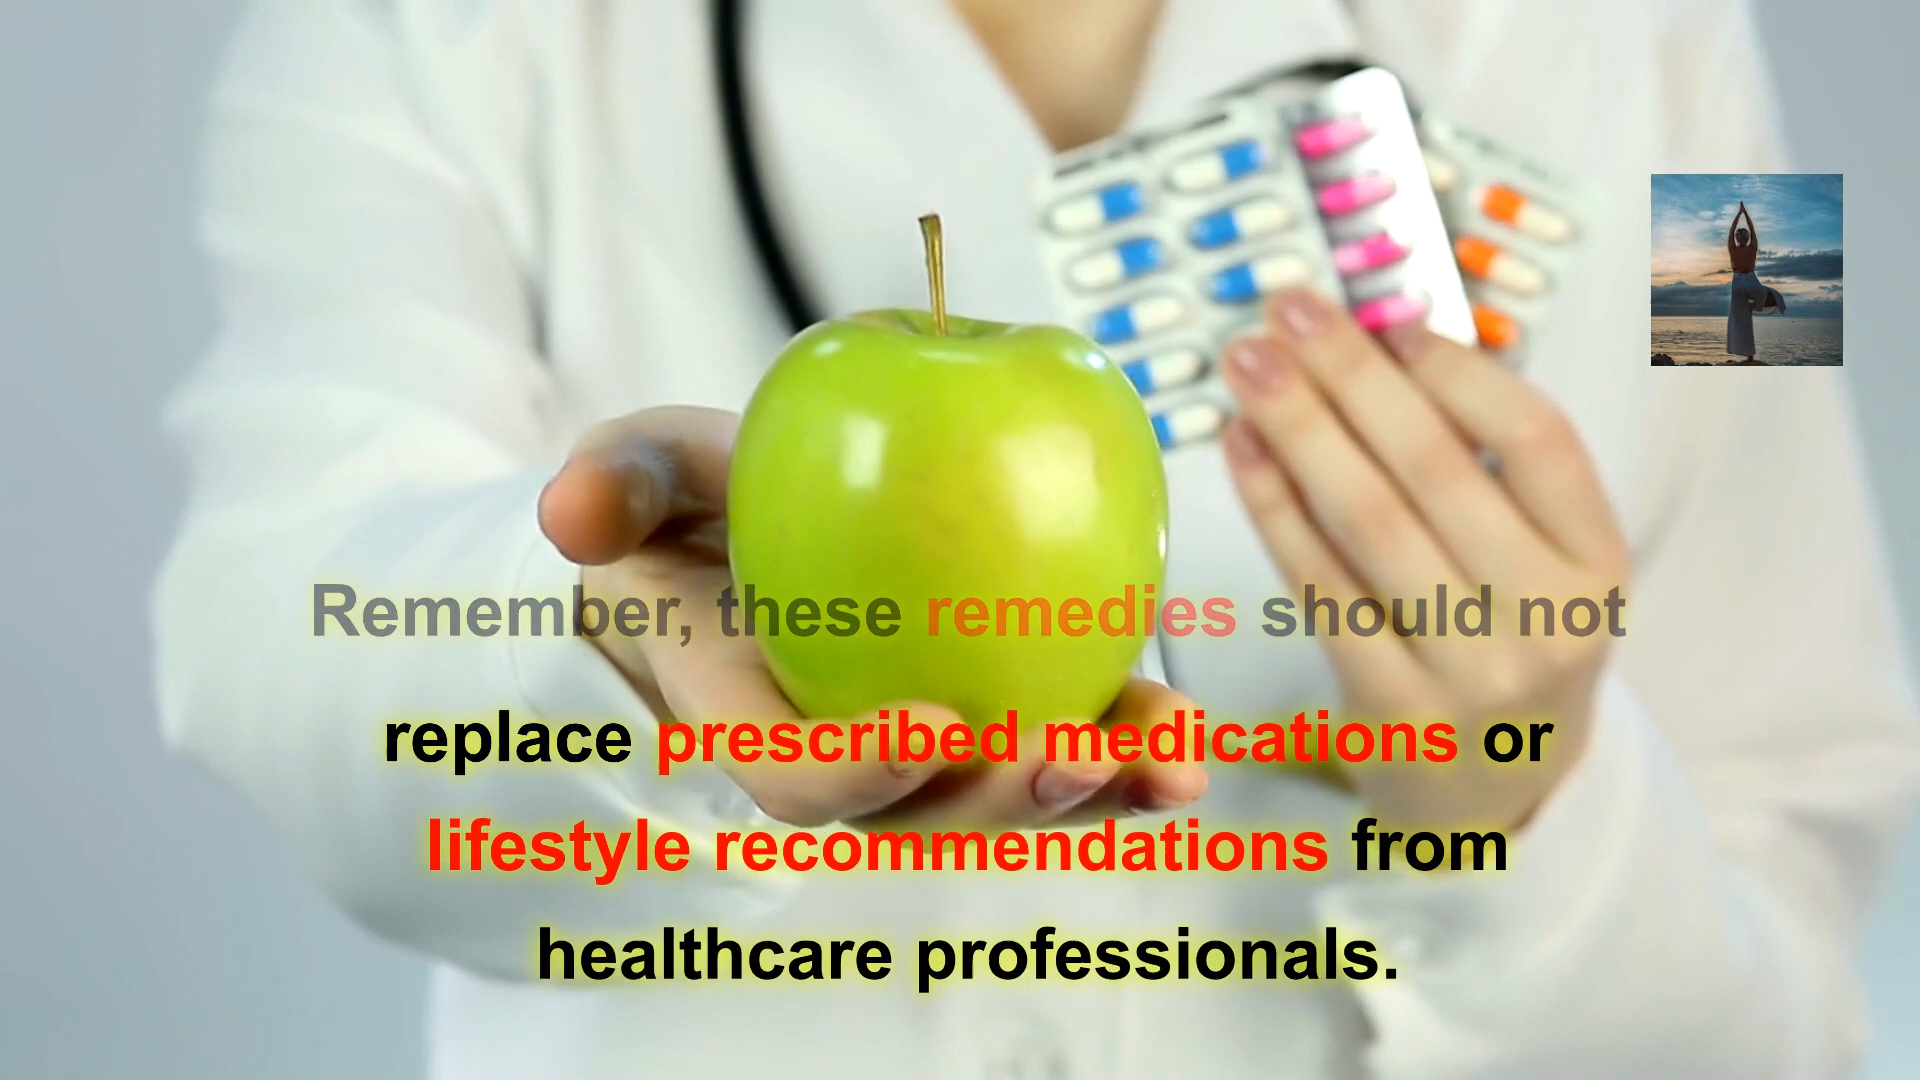 Remember, these remedies should not
replace prescribed medications or
lifestyle recommendations from
healthcare professionals.